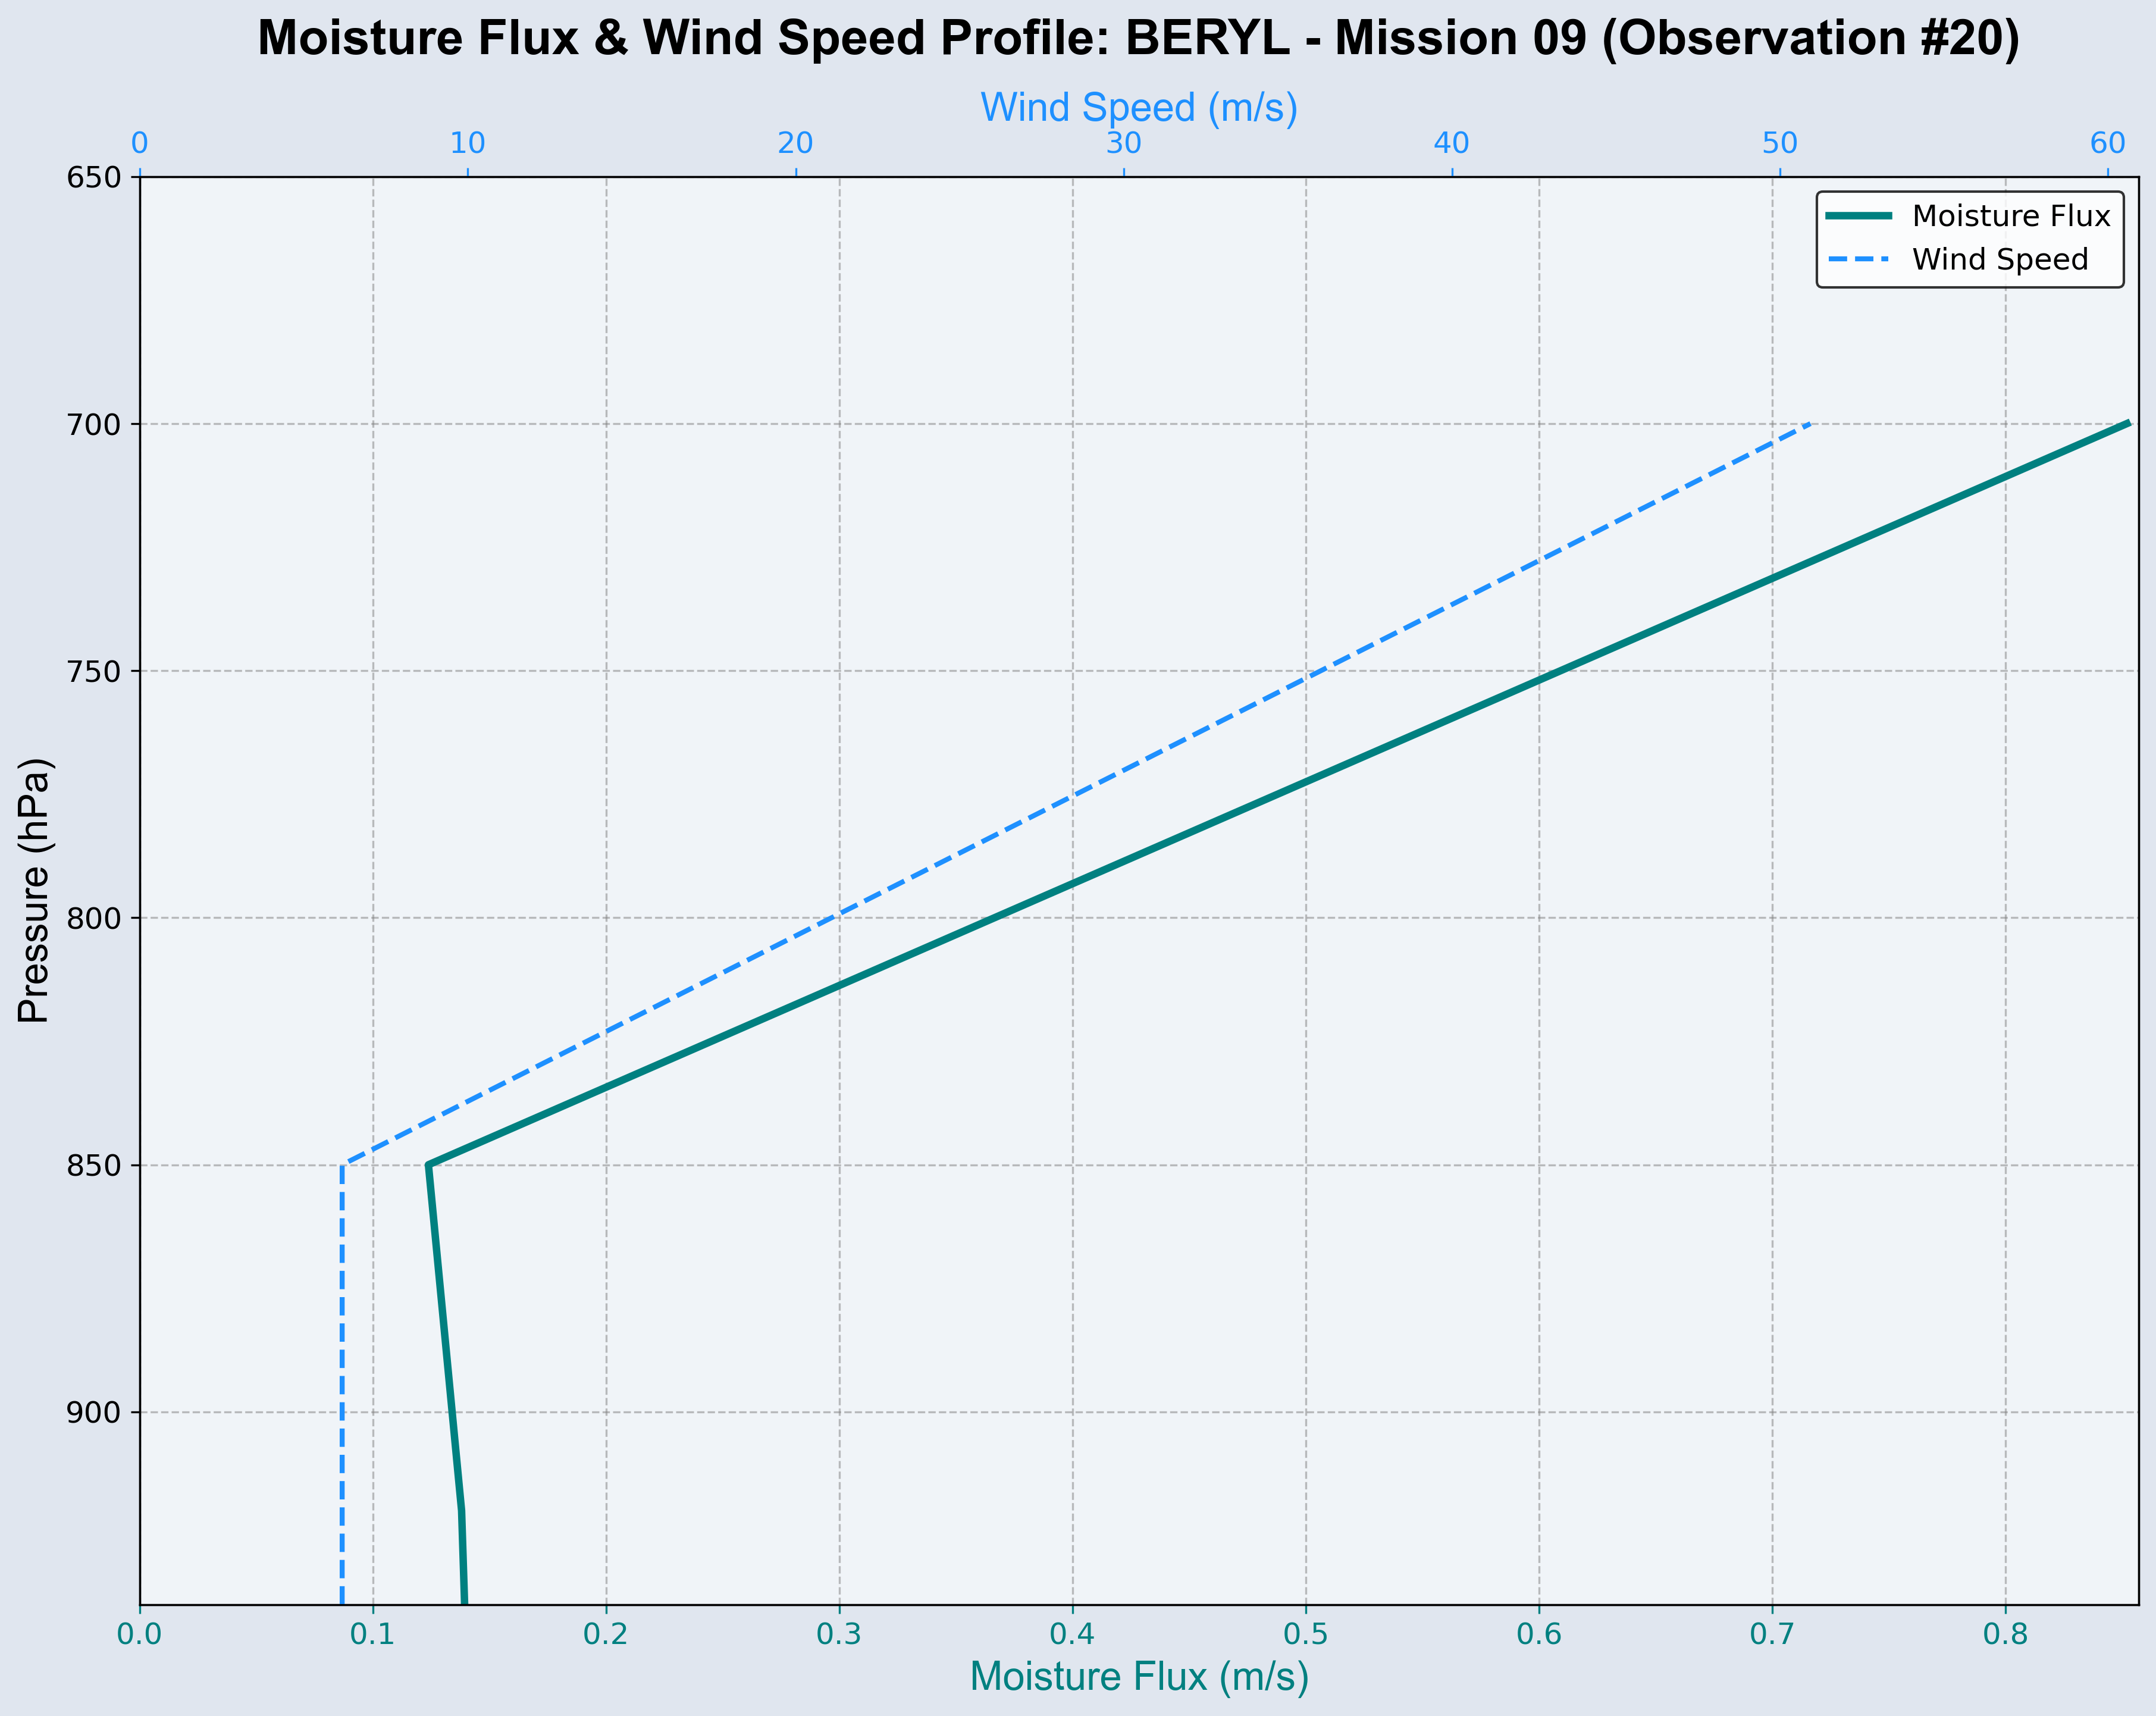 Moisture Flux & Wind Speed Profile: BERYL - Mission 09 (Observation #20)
Wind Speed (m/s)
0 10 20 30 40 50 60
Moisture Flux
Wind Speed
650
700
750
800
850
900
Pressure (hPa)
0.0 0.1 0.2 0.3 0.4 0.5 0.6 0.7 0.8
Moisture Flux (m/s)